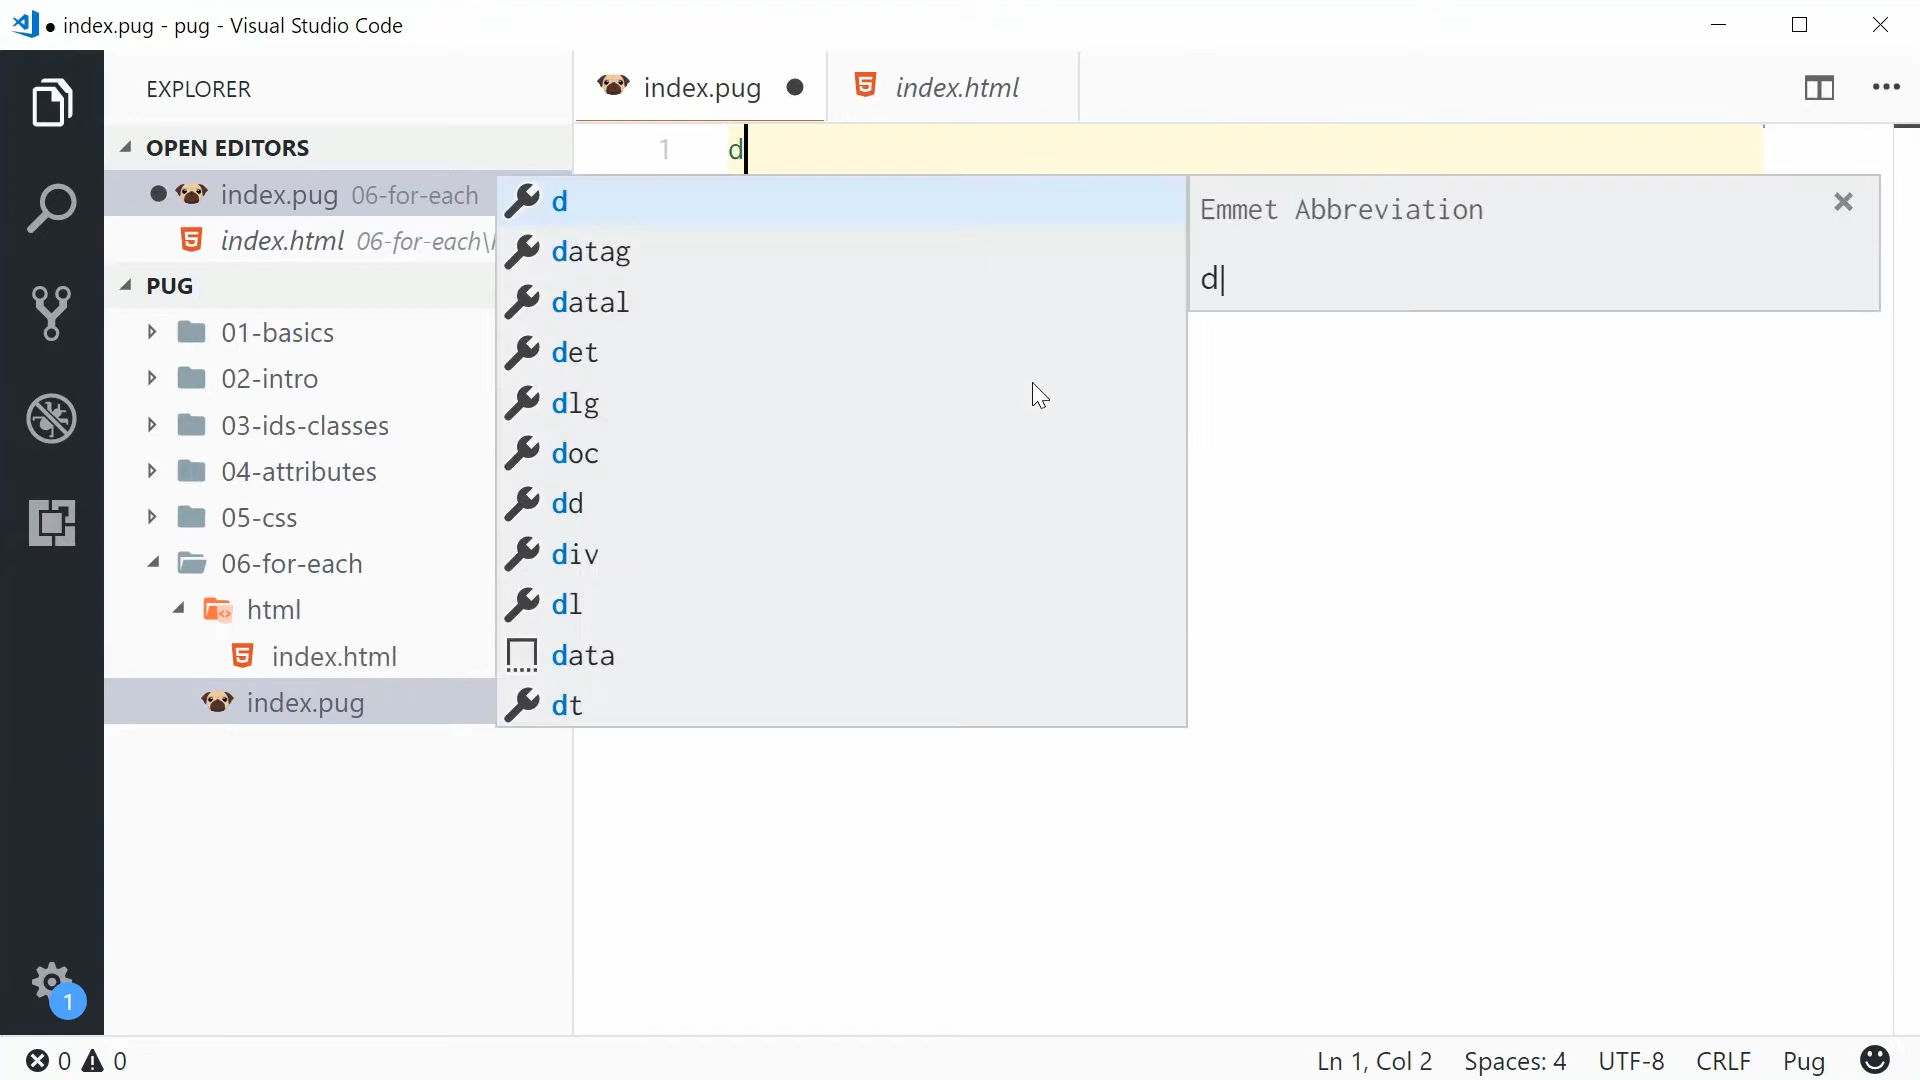 ● index.pug - pug - Visual Studio Code
EXPLORER
index.pug ●
index.html
OPEN EDITORS
● index.pug 06-for-each
index.html 06-for-each\
PUG
01-basics
02-intro
03-ids-classes
04-attributes
05-css
06-for-each
html
index.html
index.pug
1 d
d
datag
datal
det
dlg
doc
dd
div
dl
data
dt
Emmet Abbreviation
d|
1
0 0
Ln 1, Col 2 Spaces: 4 UTF-8 CRLF Pug